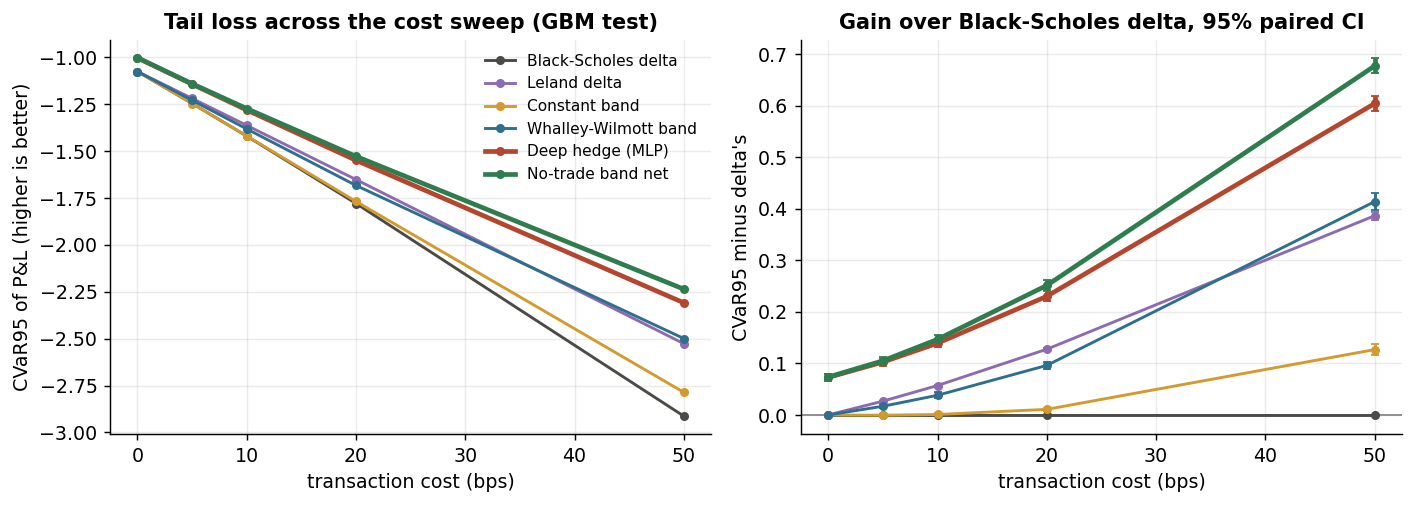 Tail loss across the cost sweep (GBM test)
CVaR95 of P&L (higher is better)
−1.00
−1.25
−1.50
−1.75
−2.00
−2.25
−2.50
−2.75
−3.00
Black-Scholes delta
Leland delta
Constant band
Whalley-Wilmott band
Deep hedge (MLP)
No-trade band net
0 10 20 30 40 50
transaction cost (bps)
Gain over Black-Scholes delta, 95% paired CI
CVaR95 minus delta's
0.7
0.6
0.5
0.4
0.3
0.2
0.1
0.0
0 10 20 30 40 50
transaction cost (bps)